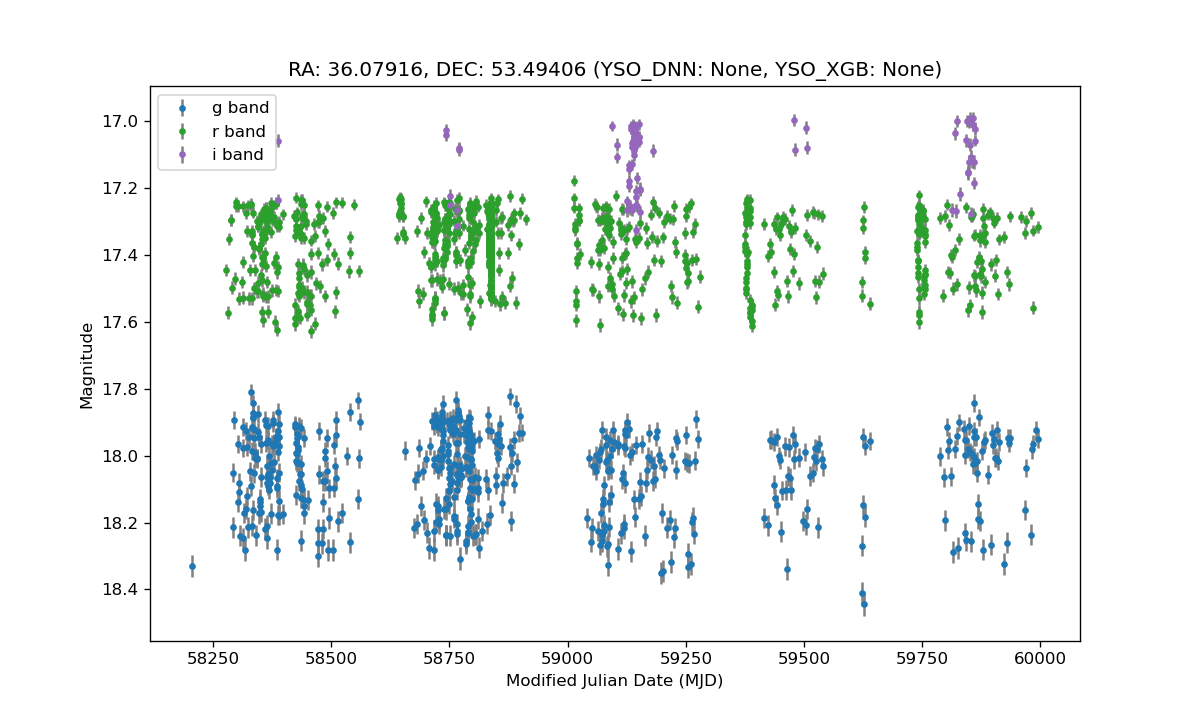 RA: 36.07916, DEC: 53.49406 (YSO_DNN: None, YSO_XGB: None)
g band
r band
i band
17.0
17.2
17.4
17.6
17.8
18.0
18.2
18.4
Magnitude
58250 58500 58750 59000 59250 59500 59750 60000
Modified Julian Date (MJD)